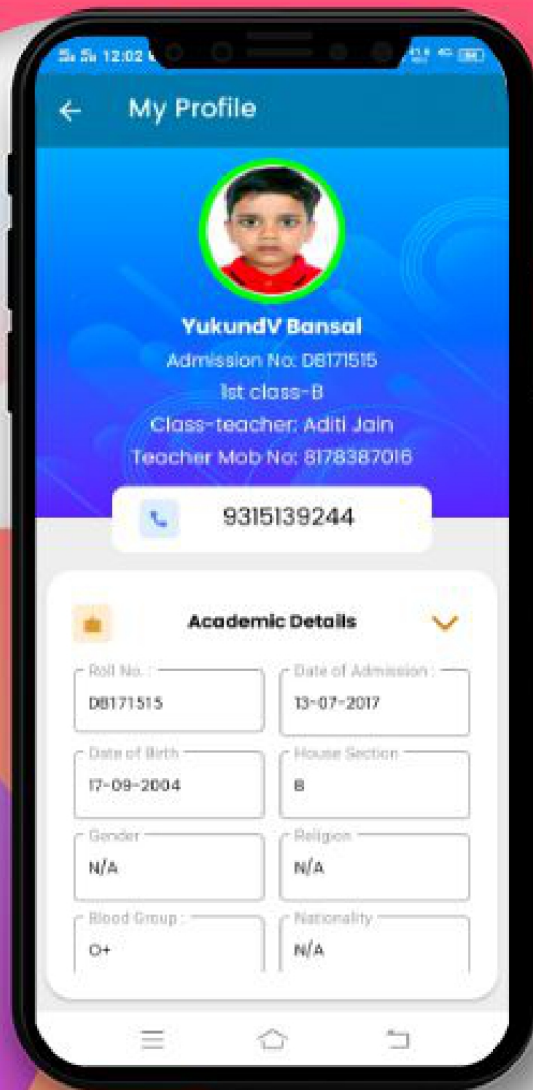 12:02
My Profile
YukundV Bansal
Admission No: DB171515
1st class-B
Class-teacher: Aditi Jain
Teacher Mob No: 8178387016
9315139244
Academic Details
Roll No. :
DB171515
Date of Admission :
13-07-2017
Date of Birth
17-09-2004
House Section
B
Gender
N/A
Religion
N/A
Blood Group :
O+
Nationality
N/A